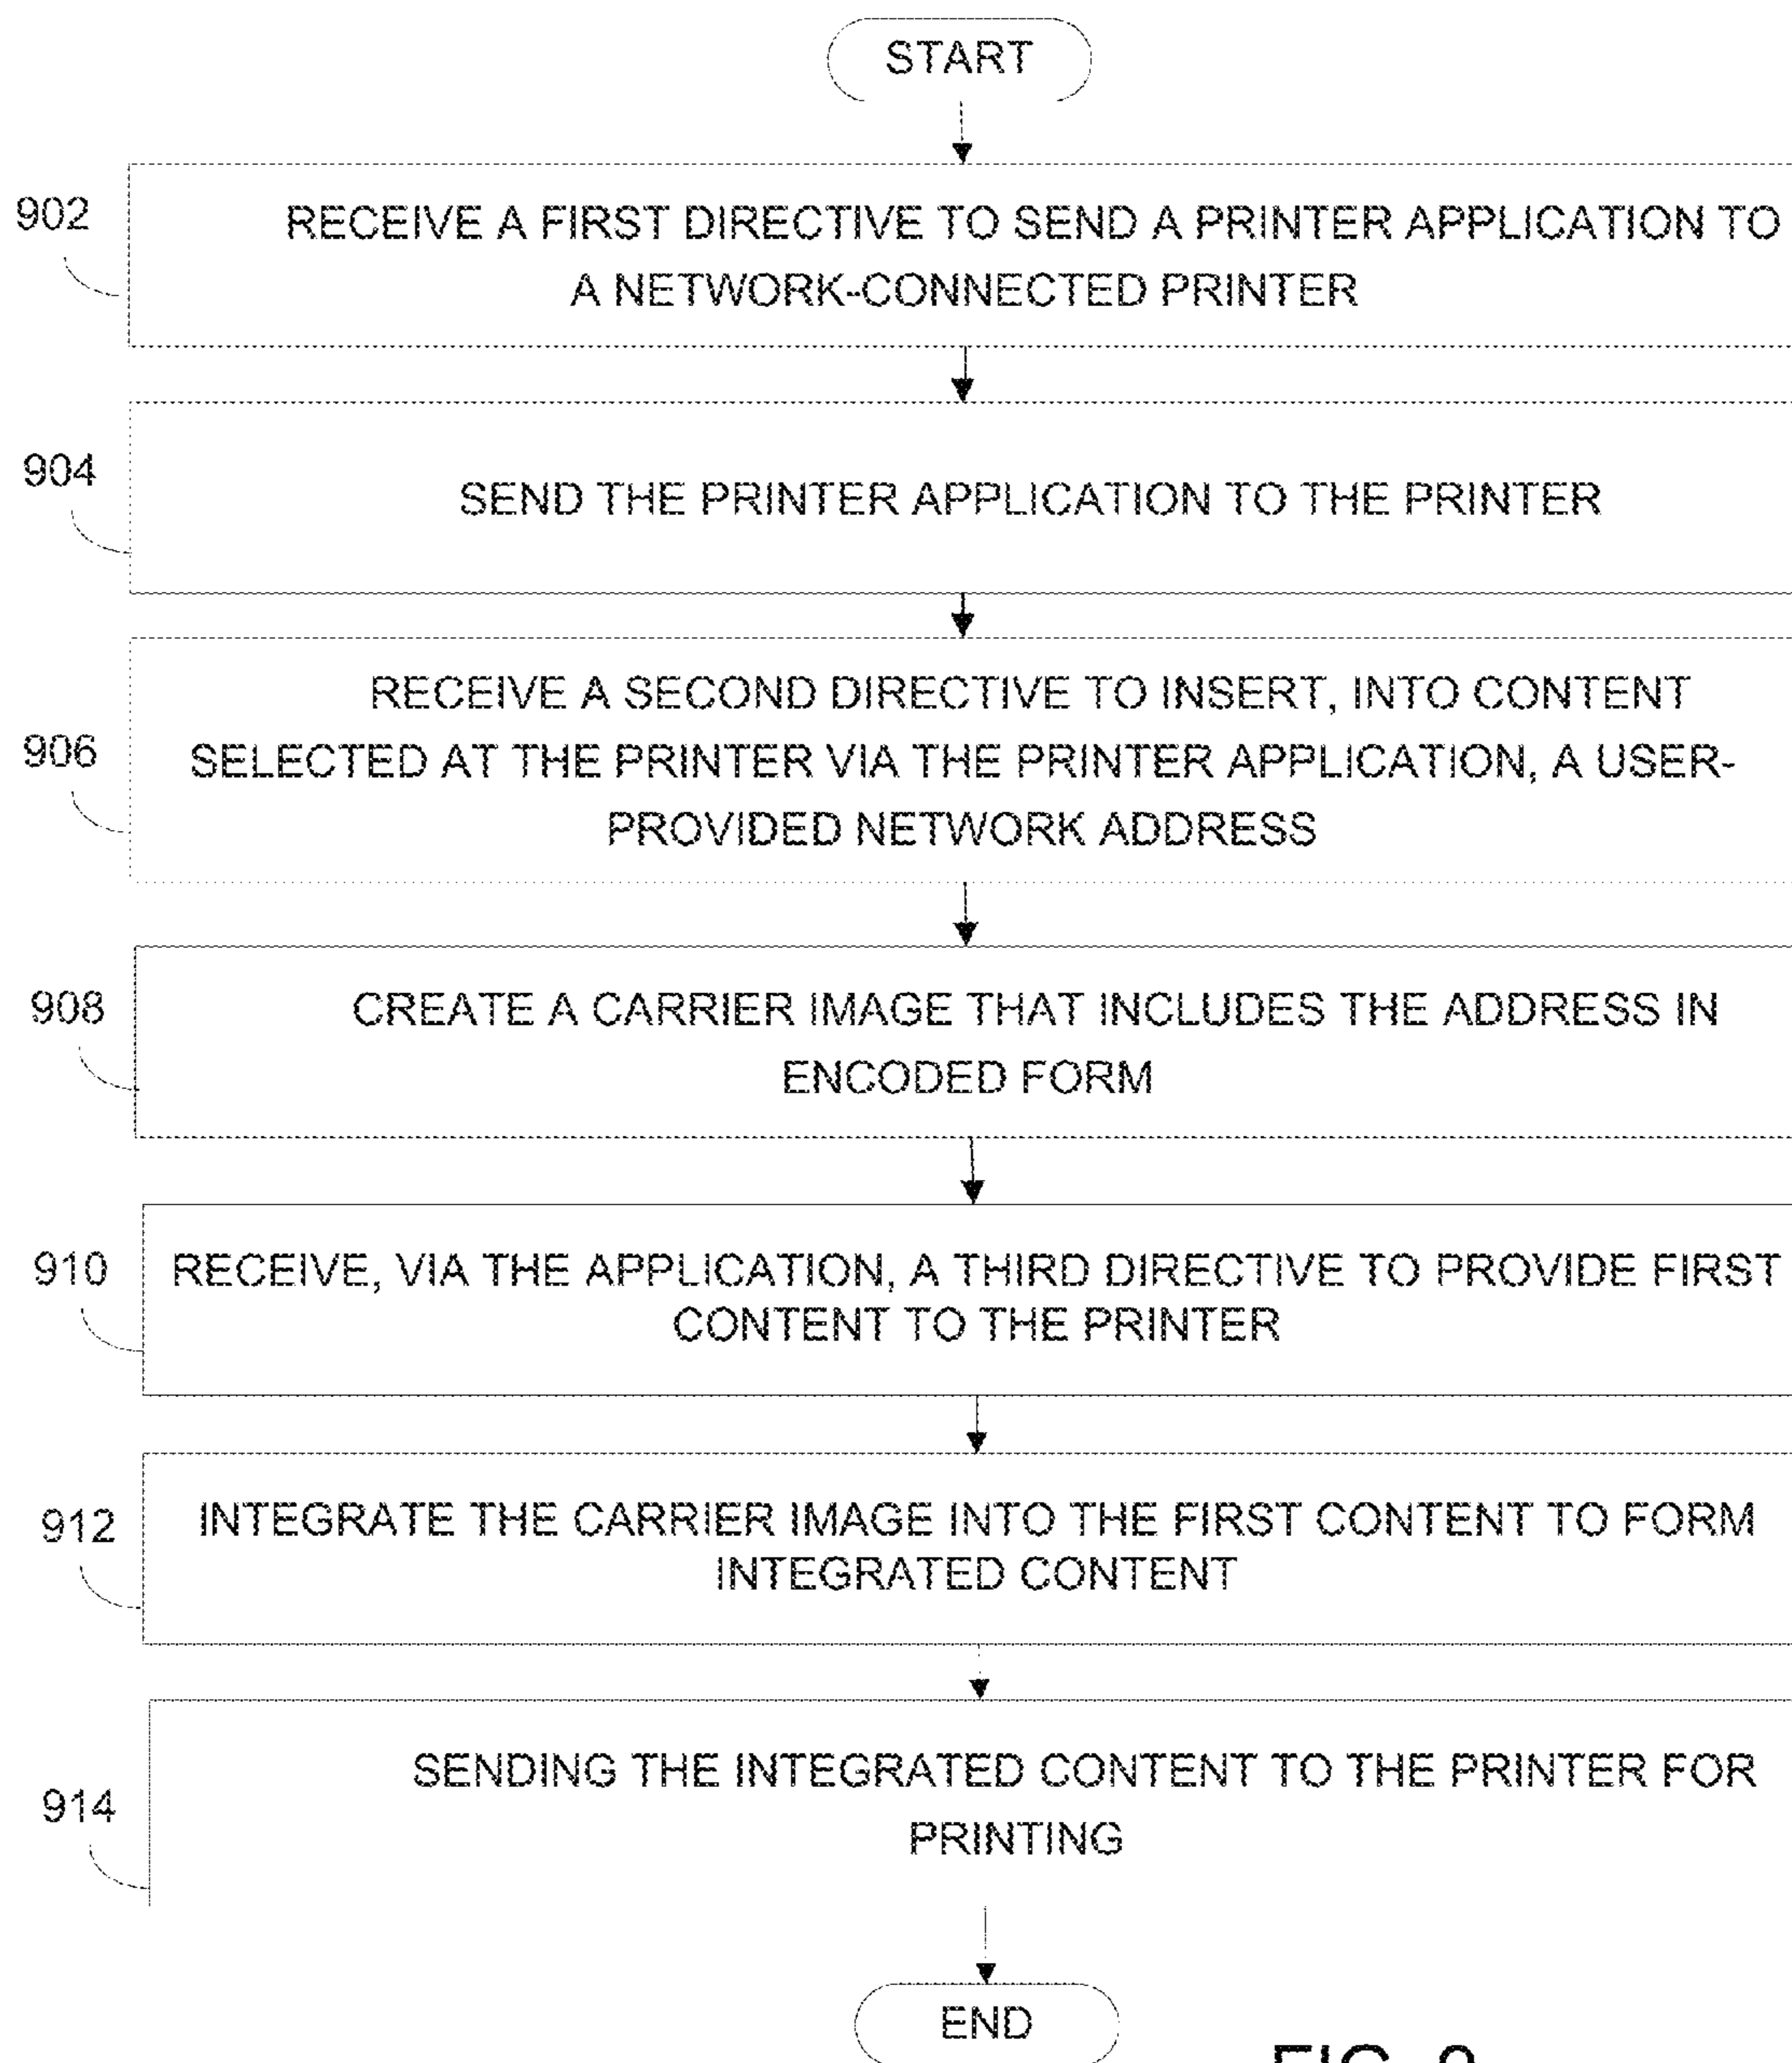 START
902
RECEIVE A FIRST DIRECTIVE TO SEND A PRINTER APPLICATION TO
A NETWORK-CONNECTED PRINTER
904
SEND THE PRINTER APPLICATION TO THE PRINTER
906
RECEIVE A SECOND DIRECTIVE TO INSERT, INTO CONTENT
SELECTED AT THE PRINTER VIA THE PRINTER APPLICATION, A USER-
PROVIDED NETWORK ADDRESS
908
CREATE A CARRIER IMAGE THAT INCLUDES THE ADDRESS IN
ENCODED FORM
910
RECEIVE, VIA THE APPLICATION, A THIRD DIRECTIVE TO PROVIDE FIRST
CONTENT TO THE PRINTER
912
INTEGRATE THE CARRIER IMAGE INTO THE FIRST CONTENT TO FORM
INTEGRATED CONTENT
914
SENDING THE INTEGRATED CONTENT TO THE PRINTER FOR
PRINTING
END
FIG.